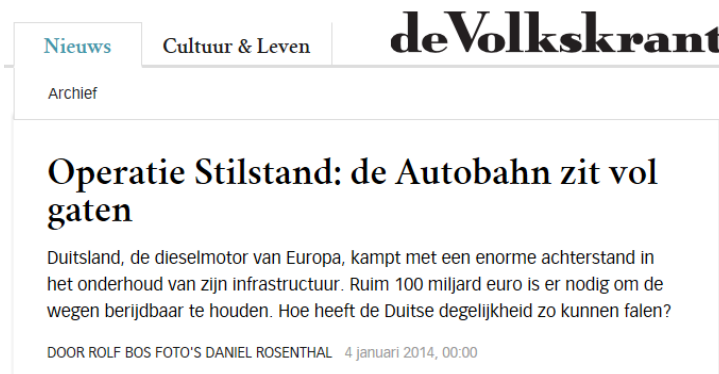 Nieuws Cultuur & Leven de Volkskrant
Archief
Operatie Stilstand: de Autobahn zit vol
gaten
Duitsland, de dieselmotor van Europa, kampt met een enorme achterstand in
het onderhoud van zijn infrastructuur. Ruim 100 miljard euro is er nodig om de
wegen berijdbaar te houden. Hoe heeft de Duitse degelijkheid zo kunnen falen?
DOOR ROLF BOS FOTO'S DANIEL ROSENTHAL 4 januari 2014, 00:00